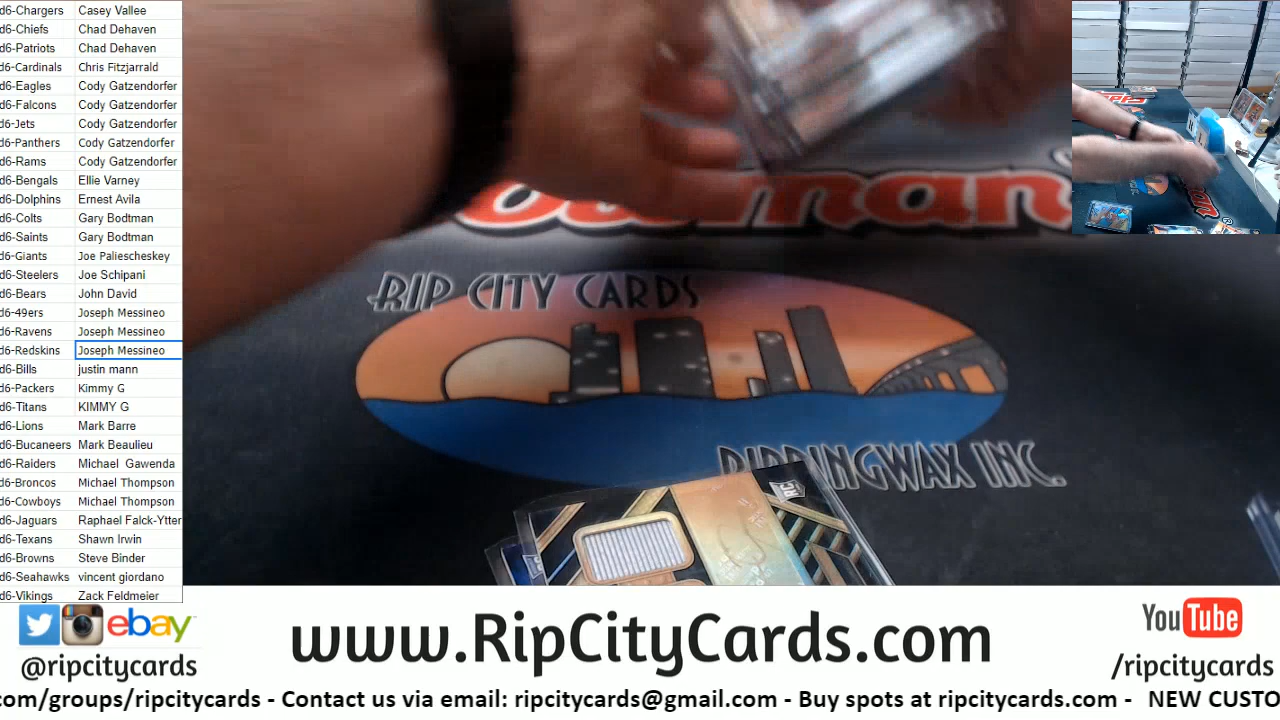 d6-Chargers Casey Vallee
d6-Chiefs Chad Dehaven
d6-Patriots Chad Dehaven
d6-Cardinals Chris Fitzjarrald
d6-Eagles Cody Gatzendorfer
d6-Falcons Cody Gatzendorfer
d6-Jets Cody Gatzendorfer
d6-Panthers Cody Gatzendorfer
d6-Rams Cody Gatzendorfer
d6-Bengals Ellie Varney
d6-Dolphins Ernest Avila
d6-Colts Gary Bodtman
d6-Saints Gary Bodtman
d6-Giants Joe Paliescheskey
d6-Steelers Joe Schipani
d6-Bears John David
d6-49ers Joseph Messineo
d6-Ravens Joseph Messineo
d6-Redskins Joseph Messineo
d6-Bills justin mann
d6-Packers Kimmy G
d6-Titans KIMMY G
d6-Lions Mark Barre
d6-Bucaneers Mark Beaulieu
d6-Raiders Michael Gawenda
d6-Broncos Michael Thompson
d6-Cowboys Michael Thompson
d6-Jaguars Raphael Falck-Ytter
d6-Texans Shawn Irwin
d6-Browns Steve Binder
d6-Seahawks vincent giordano
d6-Vikings Zack Feldmeier
RIP CITY CARDS
RIPPINGWAX INC.
RC
ebay
@ripcitycards
www.RipCityCards.com
YouTube
/ripcitycards
com/groups/ripcitycards - Contact us via email: ripcitycards@gmail.com - Buy spots at ripcitycards.com - NEW CUSTO